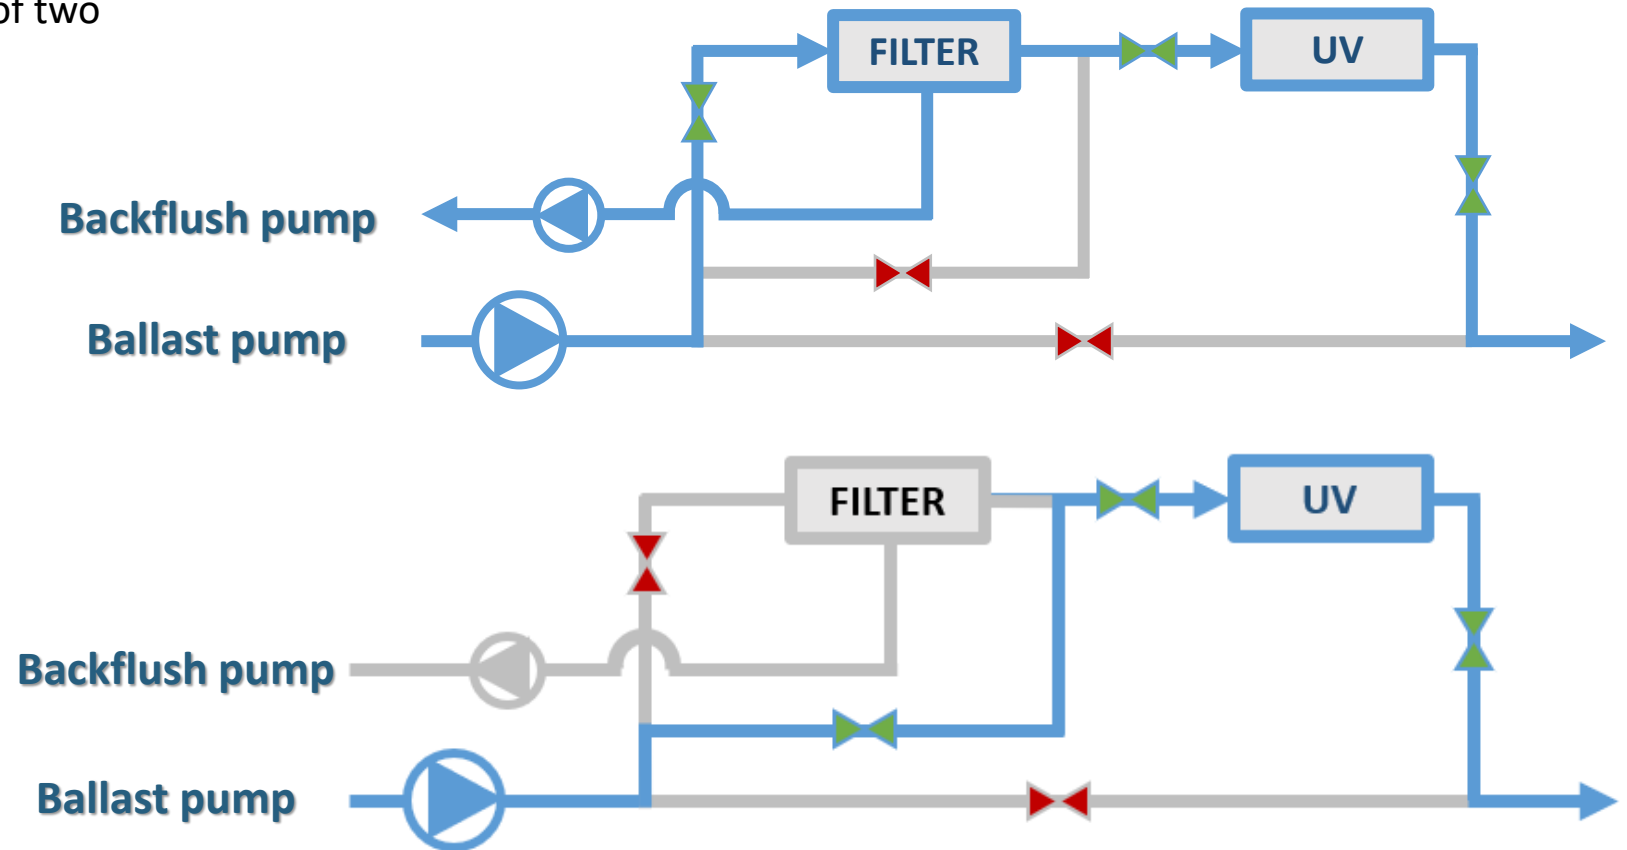 of two
FILTER
UV
Backflush pump
Ballast pump
FILTER
UV
Backflush pump
Ballast pump